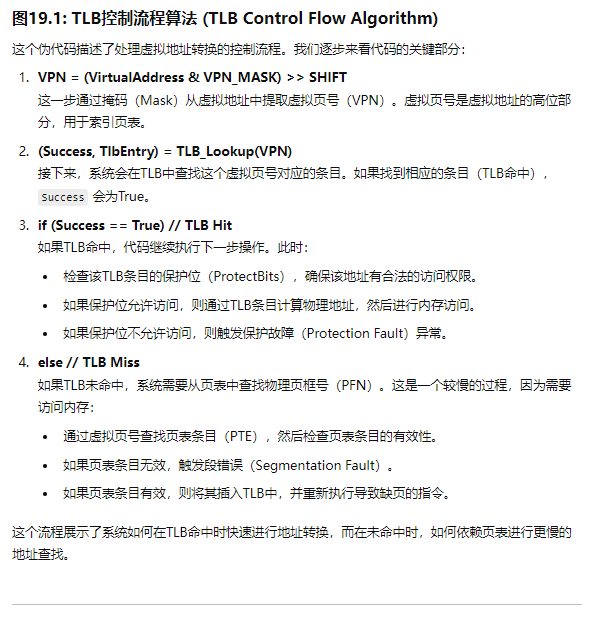 图19.1: TLB控制流程算法 (TLB Control Flow Algorithm)
这个伪代码描述了处理虚拟地址转换的控制流程。我们逐步来看代码的关键部分：
1. VPN = (VirtualAddress & VPN_MASK) >> SHIFT
这一步通过掩码（Mask）从虚拟地址中提取虚拟页号（VPN）。虚拟页号是虚拟地址的高位部
分，用于索引页表。
2. (Success, TlbEntry) = TLB_Lookup(VPN)
接下来，系统会在TLB中查找这个虚拟页号对应的条目。如果找到相应的条目（TLB命中），
Success 会为True。
3. if (Success == True) // TLB Hit
如果TLB命中，代码继续执行下一步操作。此时：
• 检查该TLB条目的保护位（ProtectBits），确保该地址有合法的访问权限。
• 如果保护位允许访问，则通过TLB条目计算物理地址，然后进行内存访问。
• 如果保护位不允许访问，则触发保护故障（Protection Fault）异常。
4. else // TLB Miss
如果TLB未命中，系统需要从页表中查找物理页框号（PFN）。这是一个较慢的过程，因为需要
访问内存：
• 通过虚拟页号查找页表条目（PTE），然后检查页表条目的有效性。
• 如果页表条目无效，触发段错误（Segmentation Fault）。
• 如果页表条目有效，则将其插入TLB中，并重新执行导致缺页的指令。
这个流程展示了系统如何在TLB命中时快速进行地址转换，而在未命中时，如何依赖页表进行更慢的
地址查找。